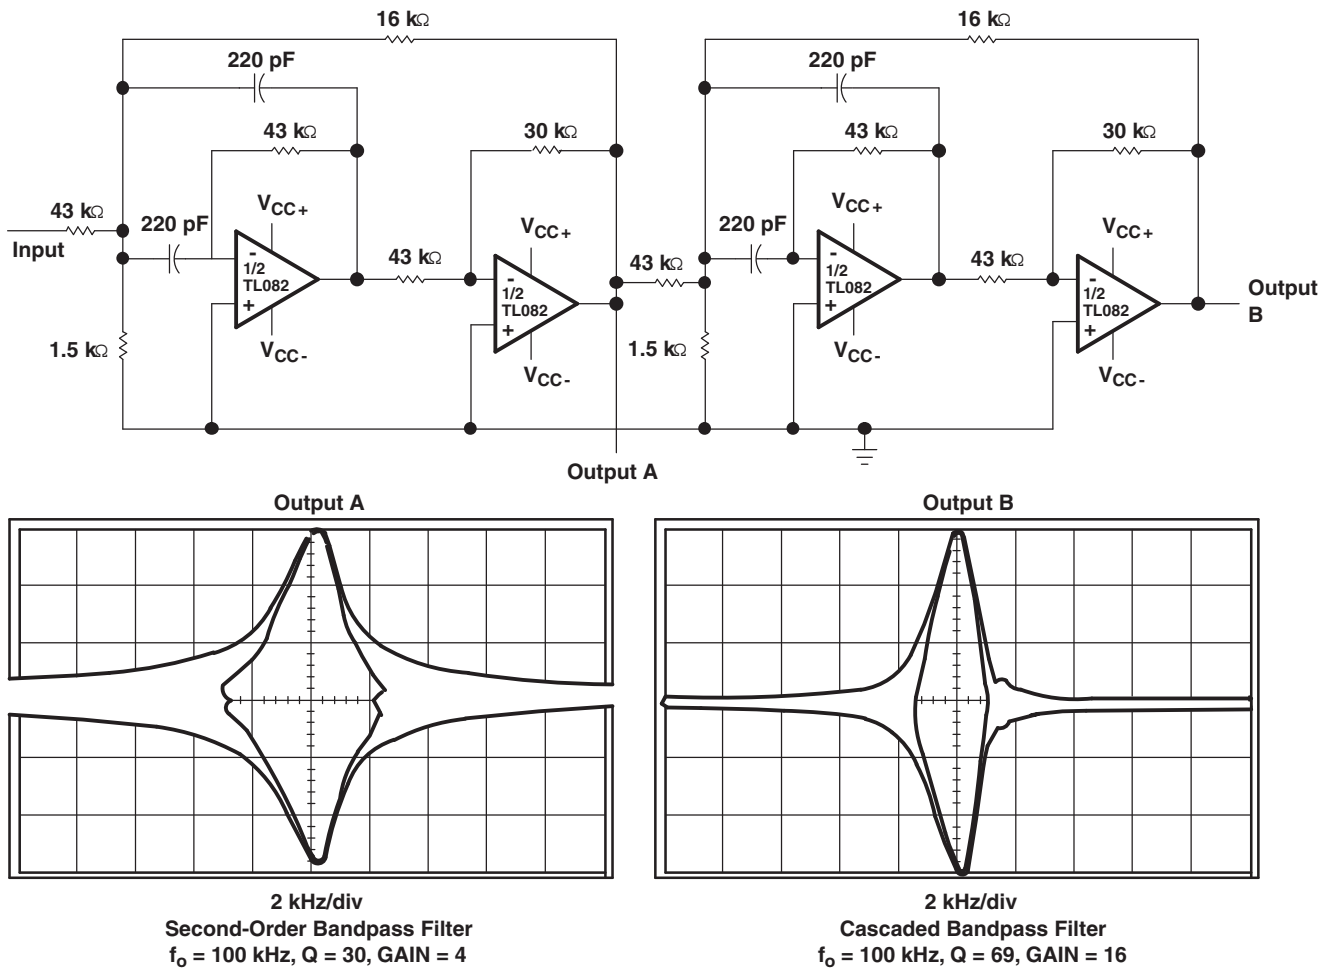 16 kΩ
16 kΩ
220 pF
220 pF
43 kΩ
30 kΩ
43 kΩ
30 kΩ
43 kΩ
Input
220 pF
VCC+
-
1/2
TL082
+
VCC-
1.5 kΩ
43 kΩ
VCC+
-
1/2
TL082
+
VCC-
43 kΩ
1.5 kΩ
220 pF
VCC+
-
1/2
TL082
+
VCC-
43 kΩ
VCC+
-
1/2
TL082
+
VCC-
Output
B
Output A
Output A
Output B
2 kHz/div
Second-Order Bandpass Filter
fo = 100 kHz, Q = 30, GAIN = 4
2 kHz/div
Cascaded Bandpass Filter
fo = 100 kHz, Q = 69, GAIN = 16